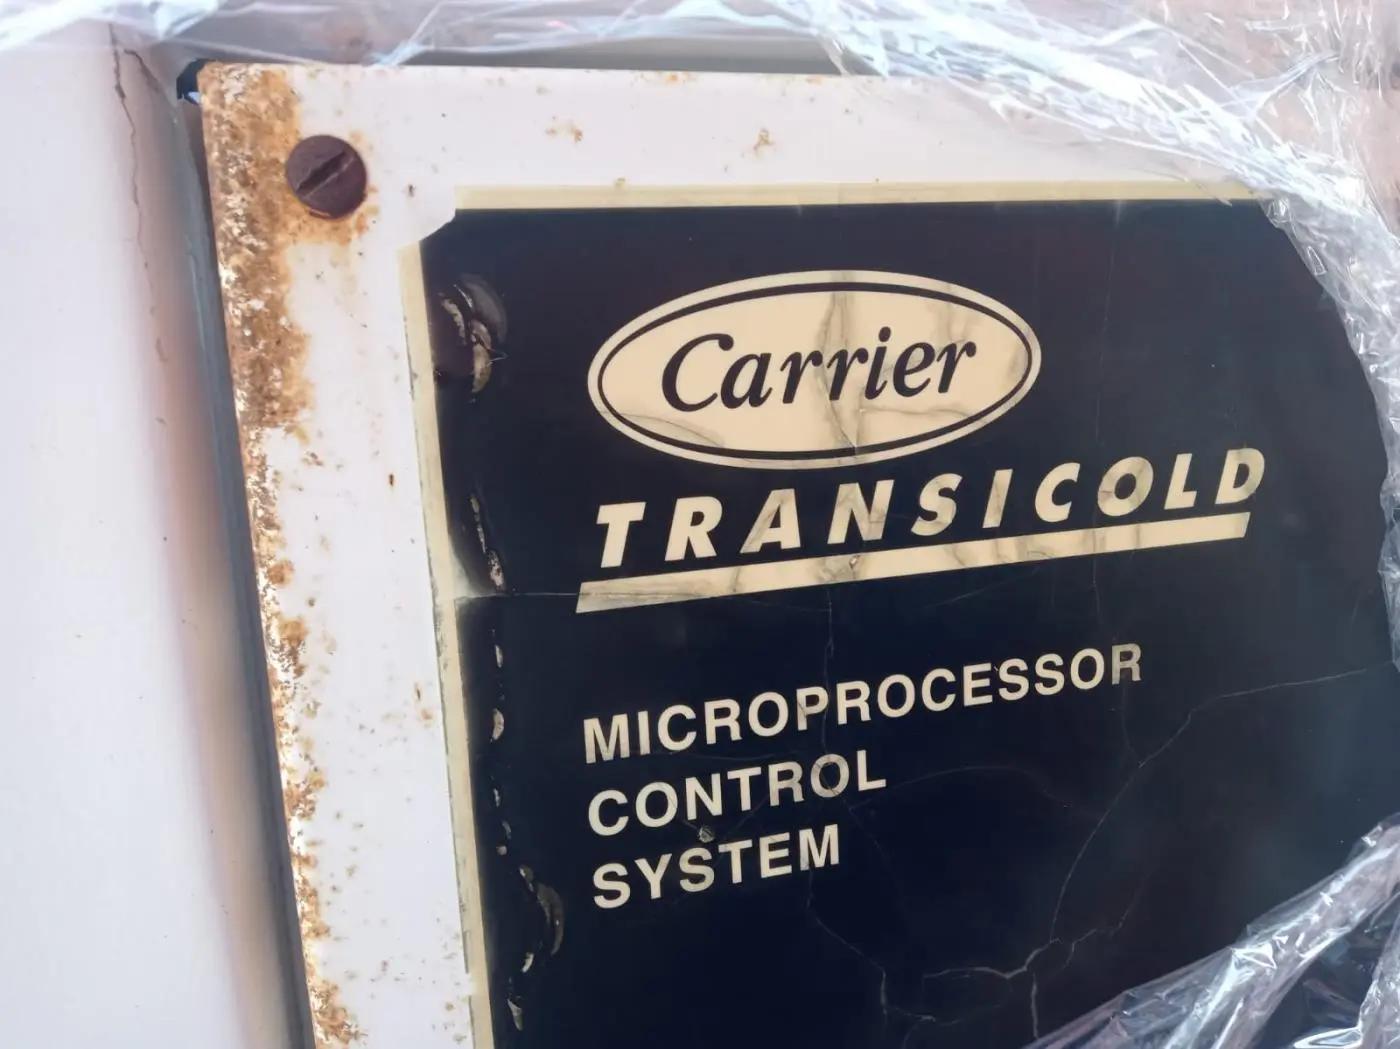 Carrier
TRANSICOLD
MICROPROCESSOR
CONTROL
SYSTEM